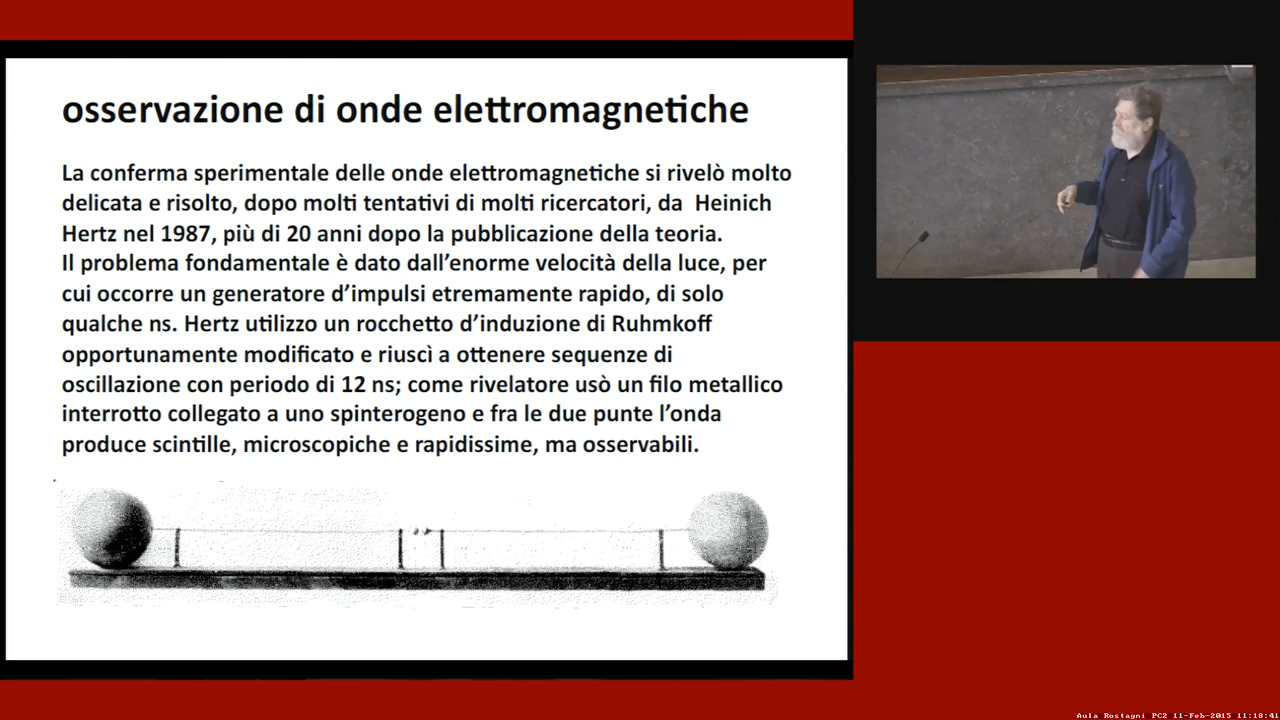 osservazione di onde elettromagnetiche
La conferma sperimentale delle onde elettromagnetiche si rivelò molto
delicata e risolto, dopo molti tentativi di molti ricercatori, da  Heinich
Hertz nel 1987, più di 20 anni dopo la pubblicazione della teoria.
Il problema fondamentale è dato dall’enorme velocità della luce, per
cui occorre un generatore d’impulsi etremamente rapido, di solo
qualche ns. Hertz utilizzo un rocchetto d’induzione di Ruhmkoff
opportunamente modificato e riuscì a ottenere sequenze di
oscillazione con periodo di 12 ns; come rivelatore usò un filo metallico
interrotto collegato a uno spinterogeno e fra le due punte l’onda
produce scintille, microscopiche e rapidissime, ma osservabili.
Aula Rostagni PC2 11-Feb-2015 11:18:41